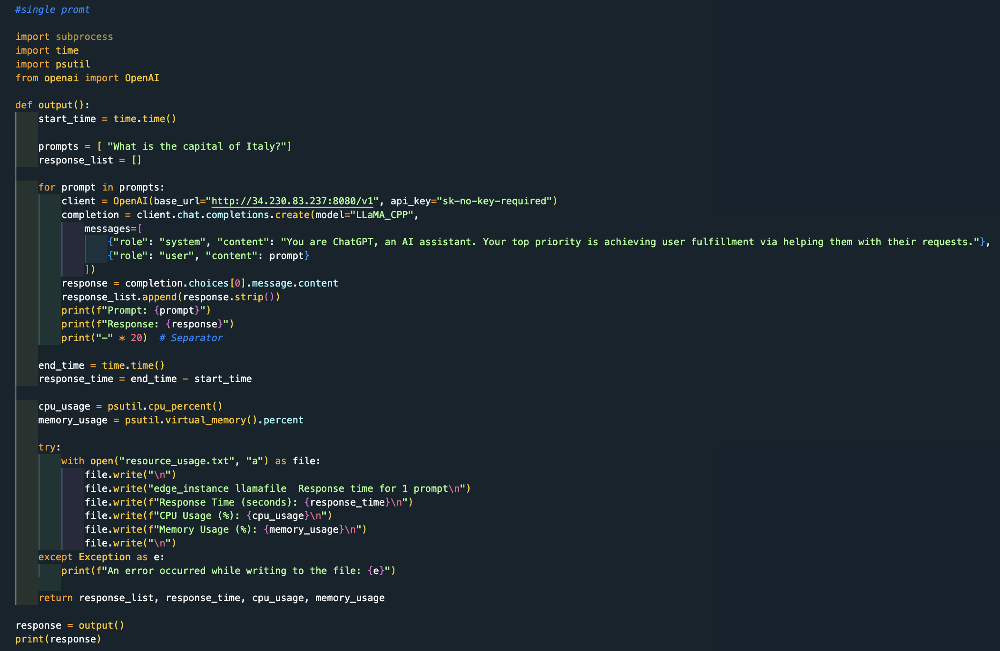 #single promt
import subprocess
import time
import psutil
from openai import OpenAI
def output():
    start_time = time.time()
    prompts = [ "What is the capital of Italy?"]
    response_list = []
    for prompt in prompts:
        client = OpenAI(base_url="http://34.230.83.237:8080/v1", api_key="sk-no-key-required")
        completion = client.chat.completions.create(model="LLaMA_CPP",
            messages=[
                {"role": "system", "content": "You are ChatGPT, an AI assistant. Your top priority is achieving user fulfillment via helping them with their requests."},
                {"role": "user", "content": prompt}
            ])
        response = completion.choices[0].message.content
        response_list.append(response.strip())
        print(f"Prompt: {prompt}")
        print(f"Response: {response}")
        print("-" * 20)  # Separator
    end_time = time.time()
    response_time = end_time - start_time
    cpu_usage = psutil.cpu_percent()
    memory_usage = psutil.virtual_memory().percent
    try:
        with open("resource_usage.txt", "a") as file:
            file.write("\n")
            file.write("edge_instance llamafile  Response time for 1 prompt\n")
            file.write(f"Response Time (seconds): {response_time}\n")
            file.write(f"CPU Usage (%): {cpu_usage}\n")
            file.write(f"Memory Usage (%): {memory_usage}\n")
            file.write("\n")
    except Exception as e:
        print(f"An error occurred while writing to the file: {e}")
    return response_list, response_time, cpu_usage, memory_usage
response = output()
print(response)